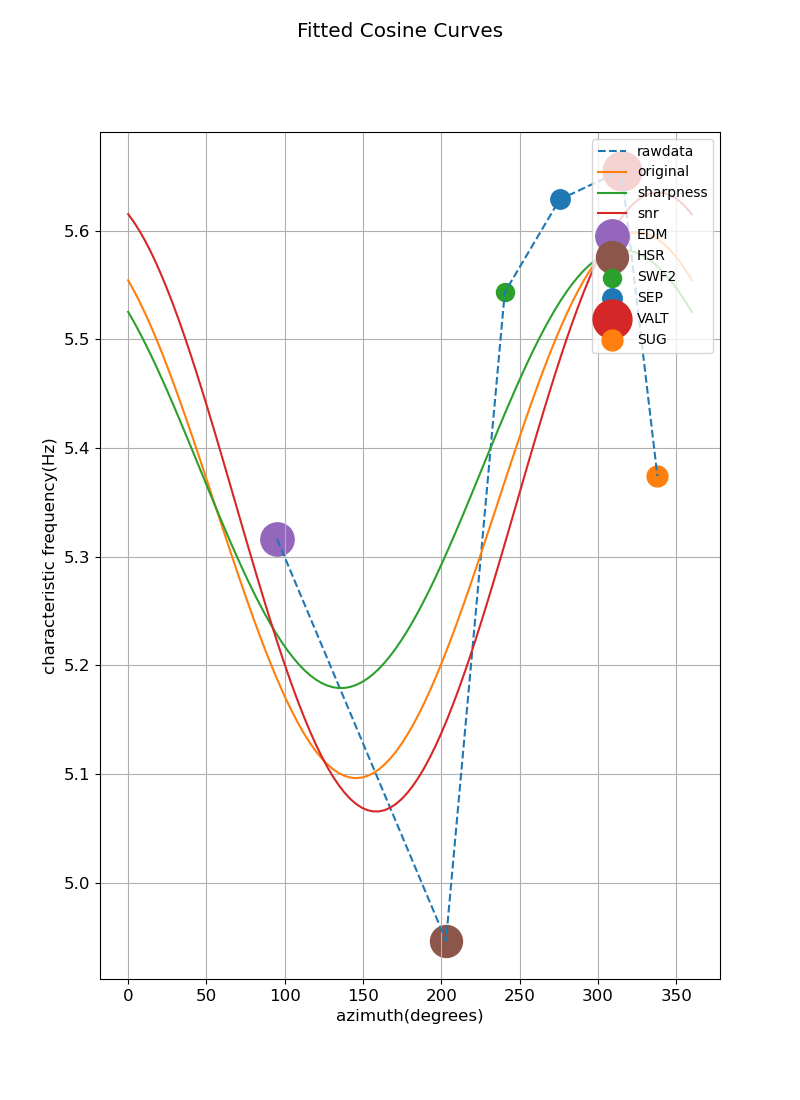 Fitted Cosine Curves
rawdata
original
sharpness
snr
EDM
HSR
SWF2
SEP
VALT
SUG
characteristic frequency(Hz)
5.6
5.5
5.4
5.3
5.2
5.1
5.0
0 50 100 150 200 250 300 350
azimuth(degrees)